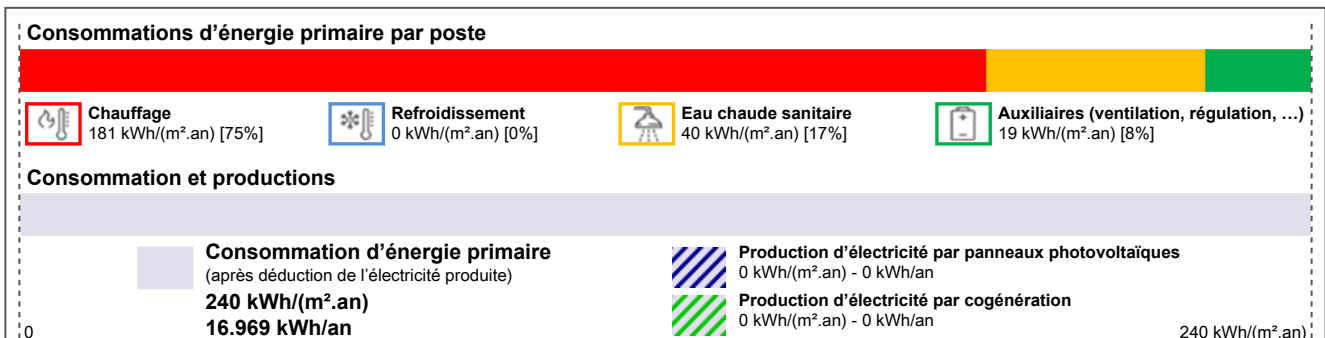 Consommations d’énergie primaire par poste
Chauffage
181 kWh/(m².an) [75%]
Refroidissement
0 kWh/(m².an) [0%]
Eau chaude sanitaire
40 kWh/(m².an) [17%]
Auxiliaires (ventilation, régulation, …)
19 kWh/(m².an) [8%]
Consommation et productions
Consommation d’énergie primaire
(après déduction de l’électricité produite)
240 kWh/(m².an)
16.969 kWh/an
Production d’électricité par panneaux photovoltaïques
0 kWh/(m².an) - 0 kWh/an
Production d’électricité par cogénération
0 kWh/(m².an) - 0 kWh/an
0
240 kWh/(m².an)